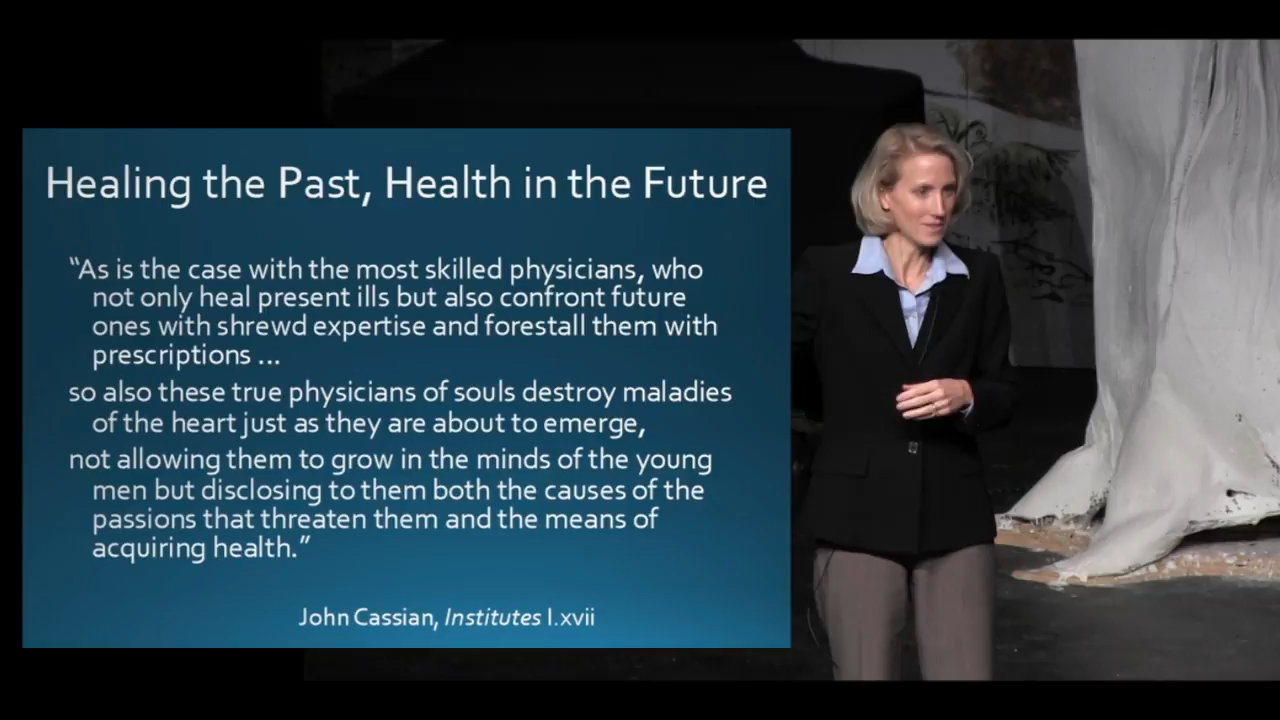 Healing the Past, Health in the Future
“As is the case with the most skilled physicians, who
not only heal present ills but also confront future
ones with shrewd expertise and forestall them with
prescriptions ...
so also these true physicians of souls destroy maladies
of the heart just as they are about to emerge,
not allowing them to grow in the minds of the young
men but disclosing to them both the causes of the
passions that threaten them and the means of
acquiring health.”
John Cassian, Institutes I.xvii